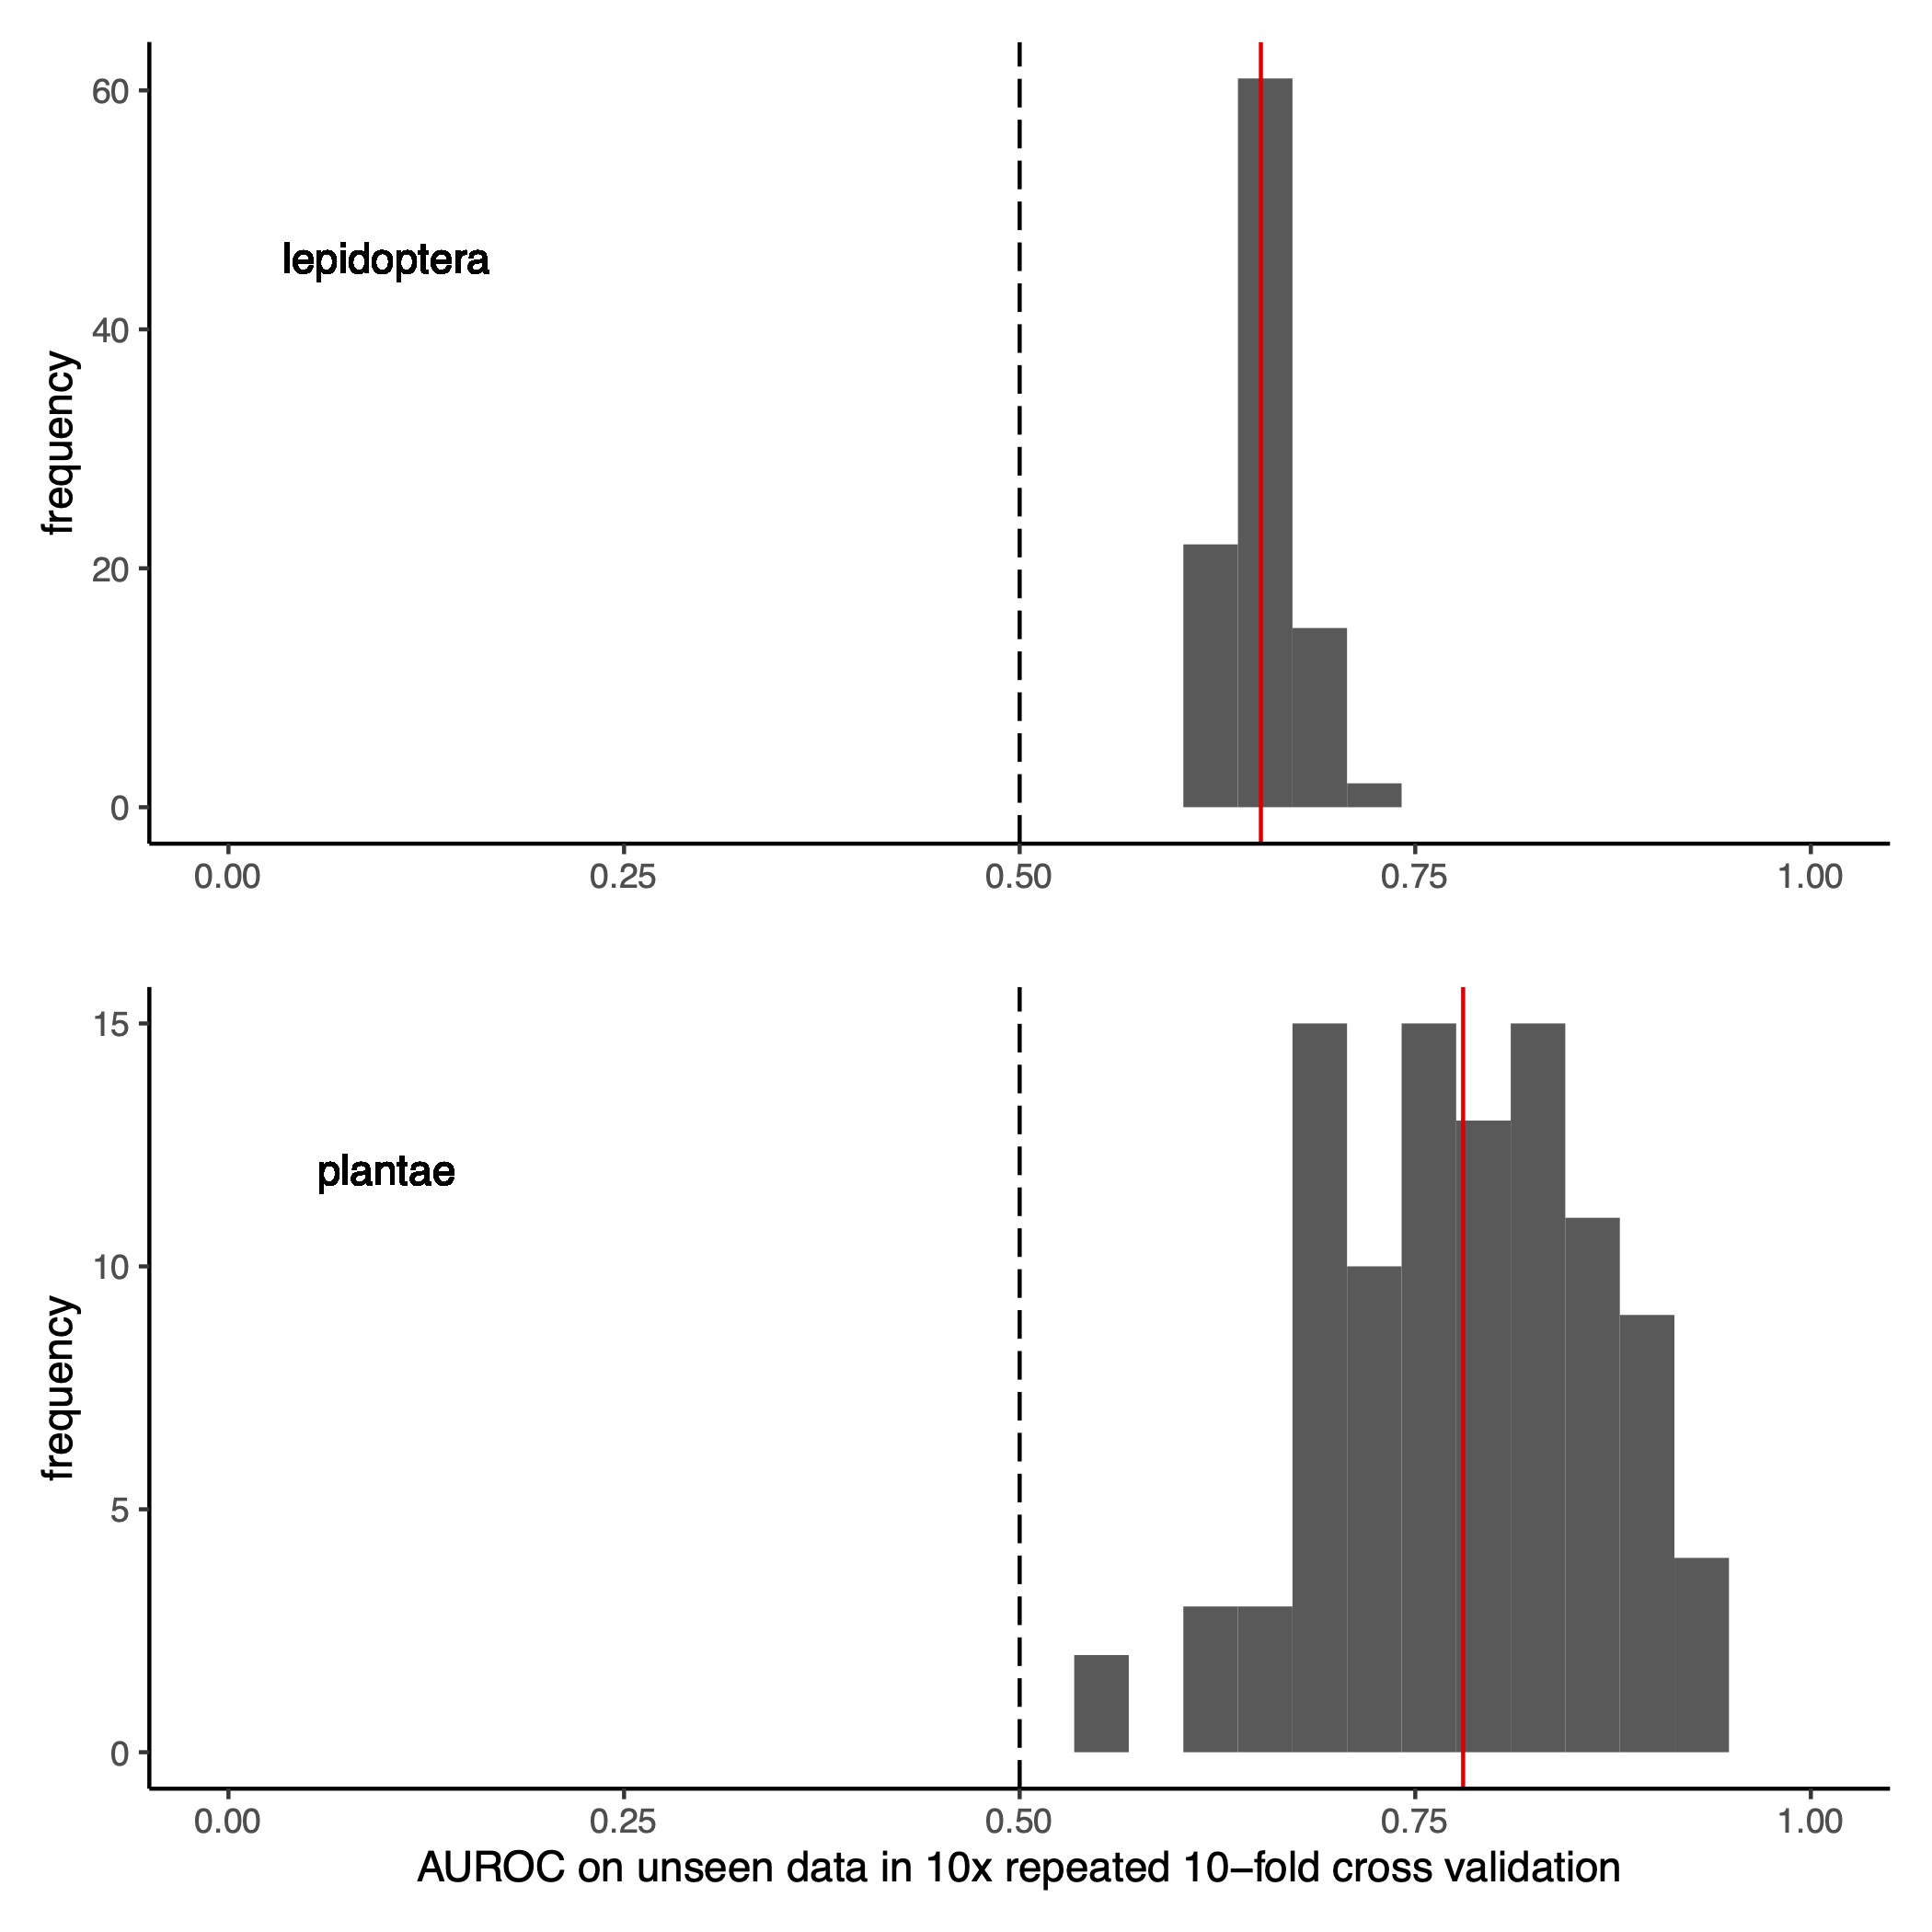 60
lepidoptera
40
frequency
20
0
0.00 0.25 0.50 0.75 1.00
15
plantae
10
frequency
5
0
0.00 0.25 0.50 0.75 1.00
AUROC on unseen data in 10x repeated 10−fold cross validation